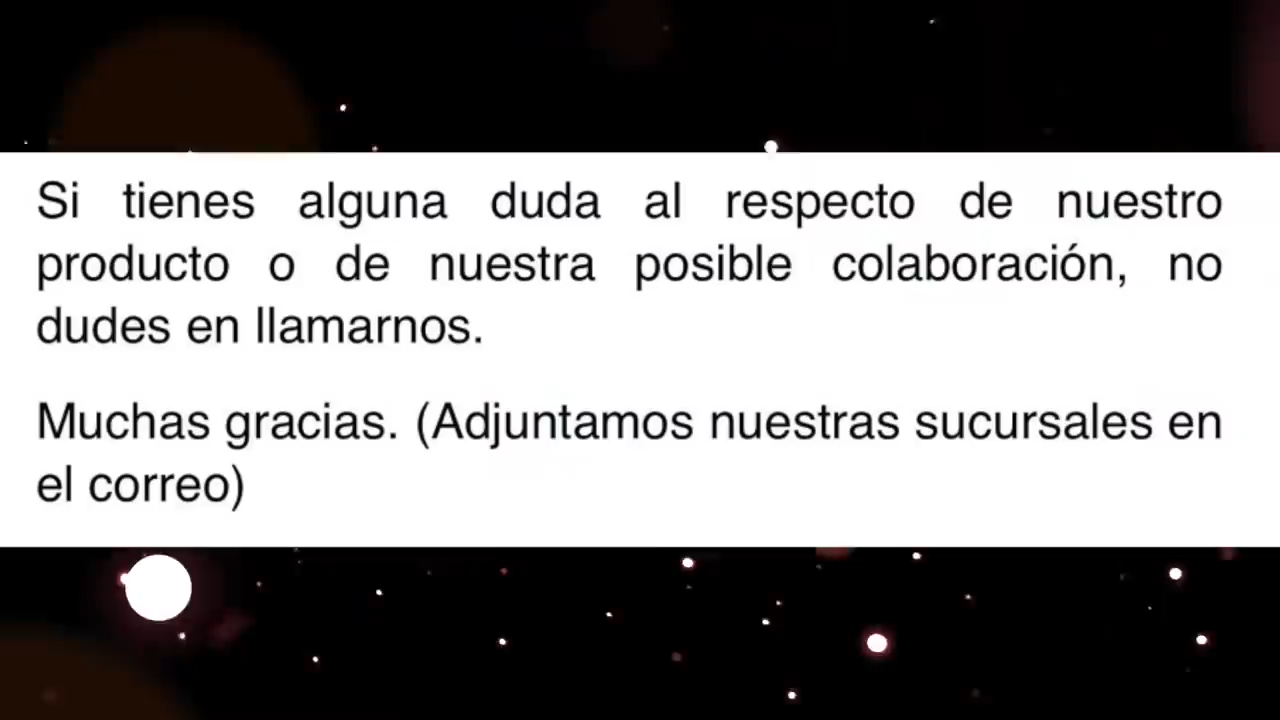 Si tienes alguna duda al respecto de nuestro
producto o de nuestra posible colaboración, no
dudes en llamarnos.
Muchas gracias. (Adjuntamos nuestras sucursales en
el correo)